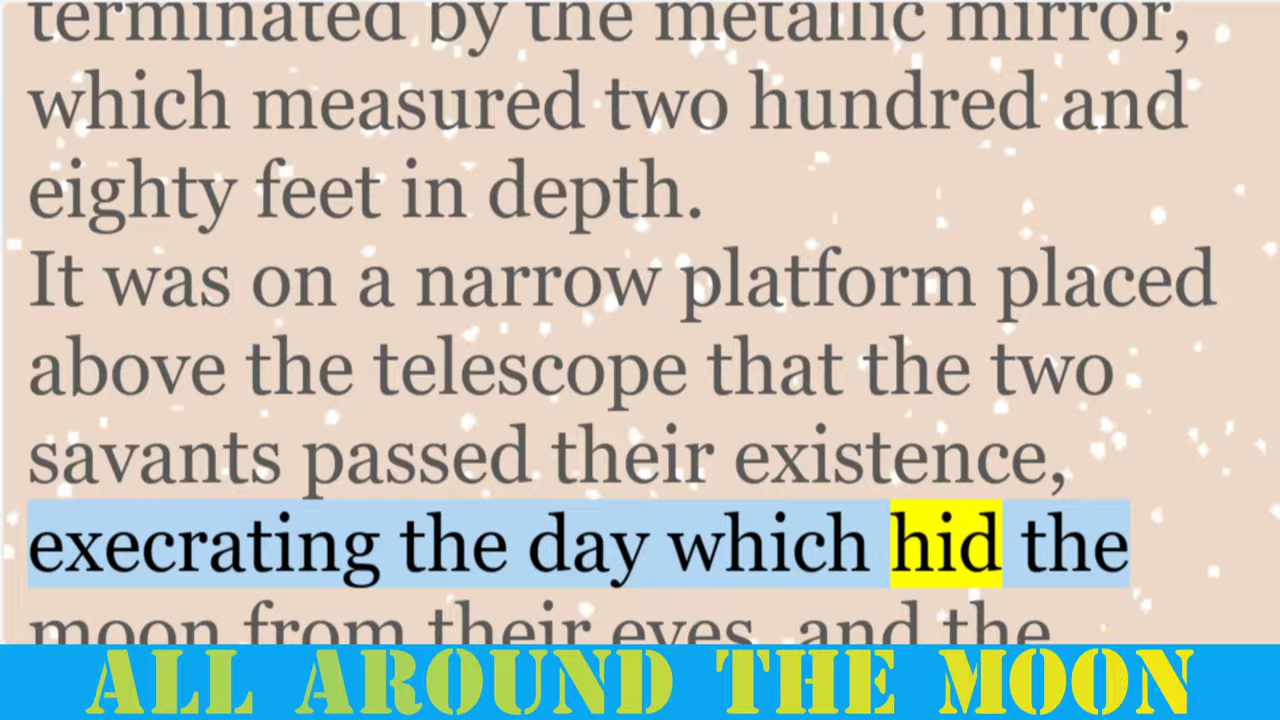 terminated by the metallic mirror,
which measured two hundred and
eighty feet in depth.
It was on a narrow platform placed
above the telescope that the two
savants passed their existence,
execrating the day which hid the
moon from their eyes, and the
ALL AROUND THE MOON